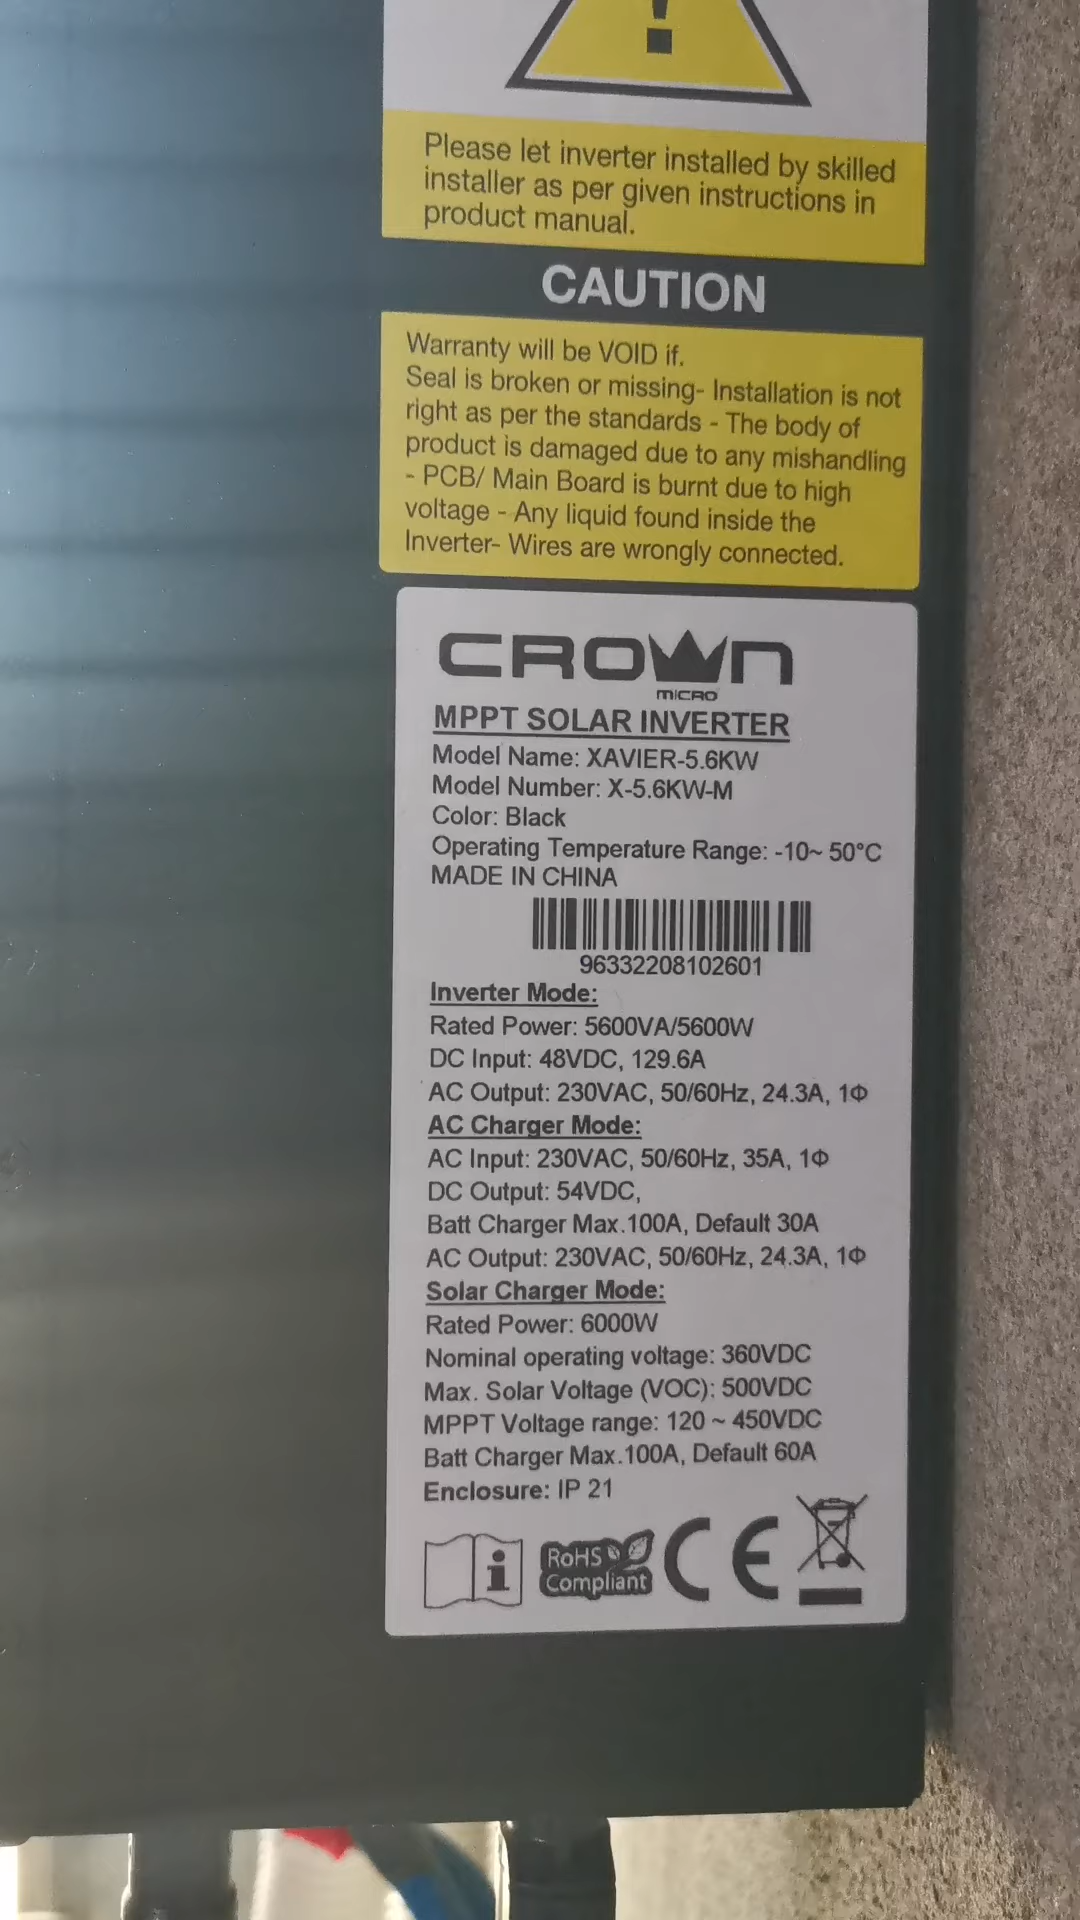 !
Please let inverter installed by skilled
installer as per given instructions in
product manual.
CAUTION
Warranty will be VOID if.
Seal is broken or missing- Installation is not
right as per the standards - The body of
product is damaged due to any mishandling
- PCB/ Main Board is burnt due to high
voltage - Any liquid found inside the
Inverter- Wires are wrongly connected.
CROWN
MICRO
MPPT SOLAR INVERTER
Model Name: XAVIER-5.6KW
Model Number: X-5.6KW-M
Color: Black
Operating Temperature Range: -10~ 50°C
MADE IN CHINA
96332208102601
Inverter Mode:
Rated Power: 5600VA/5600W
DC Input: 48VDC, 129.6A
AC Output: 230VAC, 50/60Hz, 24.3A, 1Φ
AC Charger Mode:
AC Input: 230VAC, 50/60Hz, 35A, 1Φ
DC Output: 54VDC,
Batt Charger Max.100A, Default 30A
AC Output: 230VAC, 50/60Hz, 24.3A, 1Φ
Solar Charger Mode:
Rated Power: 6000W
Nominal operating voltage: 360VDC
Max. Solar Voltage (VOC): 500VDC
MPPT Voltage range: 120 ~ 450VDC
Batt Charger Max.100A, Default 60A
Enclosure: IP 21
i
RoHS
Compliant
CE